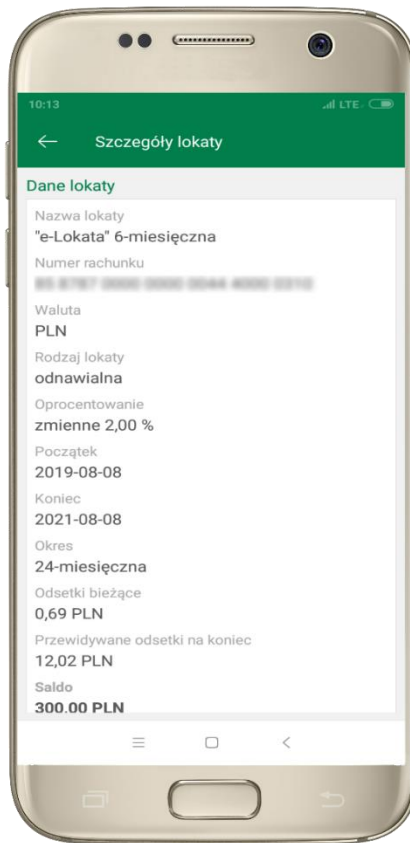 10:13
LTE
Szczegóły lokaty
Dane lokaty
Nazwa lokaty
"e-Lokata" 6-miesięczna
Numer rachunku
Waluta
PLN
Rodzaj lokaty
odnawialna
Oprocentowanie
zmienne 2,00 %
Początek
2019-08-08
Koniec
2021-08-08
Okres
24-miesięczna
Odsetki bieżące
0,69 PLN
Przewidywane odsetki na koniec
12,02 PLN
Saldo
300.00 PLN